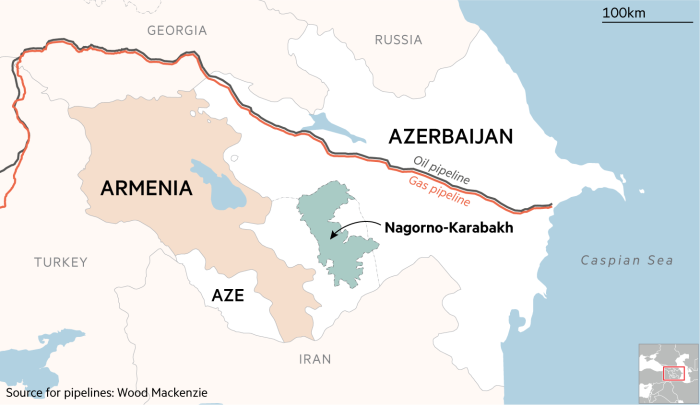 100km
GEORGIA
RUSSIA
AZERBAIJAN
Oil pipeline
Gas pipeline
ARMENIA
Nagorno-Karabakh
TURKEY
Caspian Sea
AZE
IRAN
Source for pipelines: Wood Mackenzie